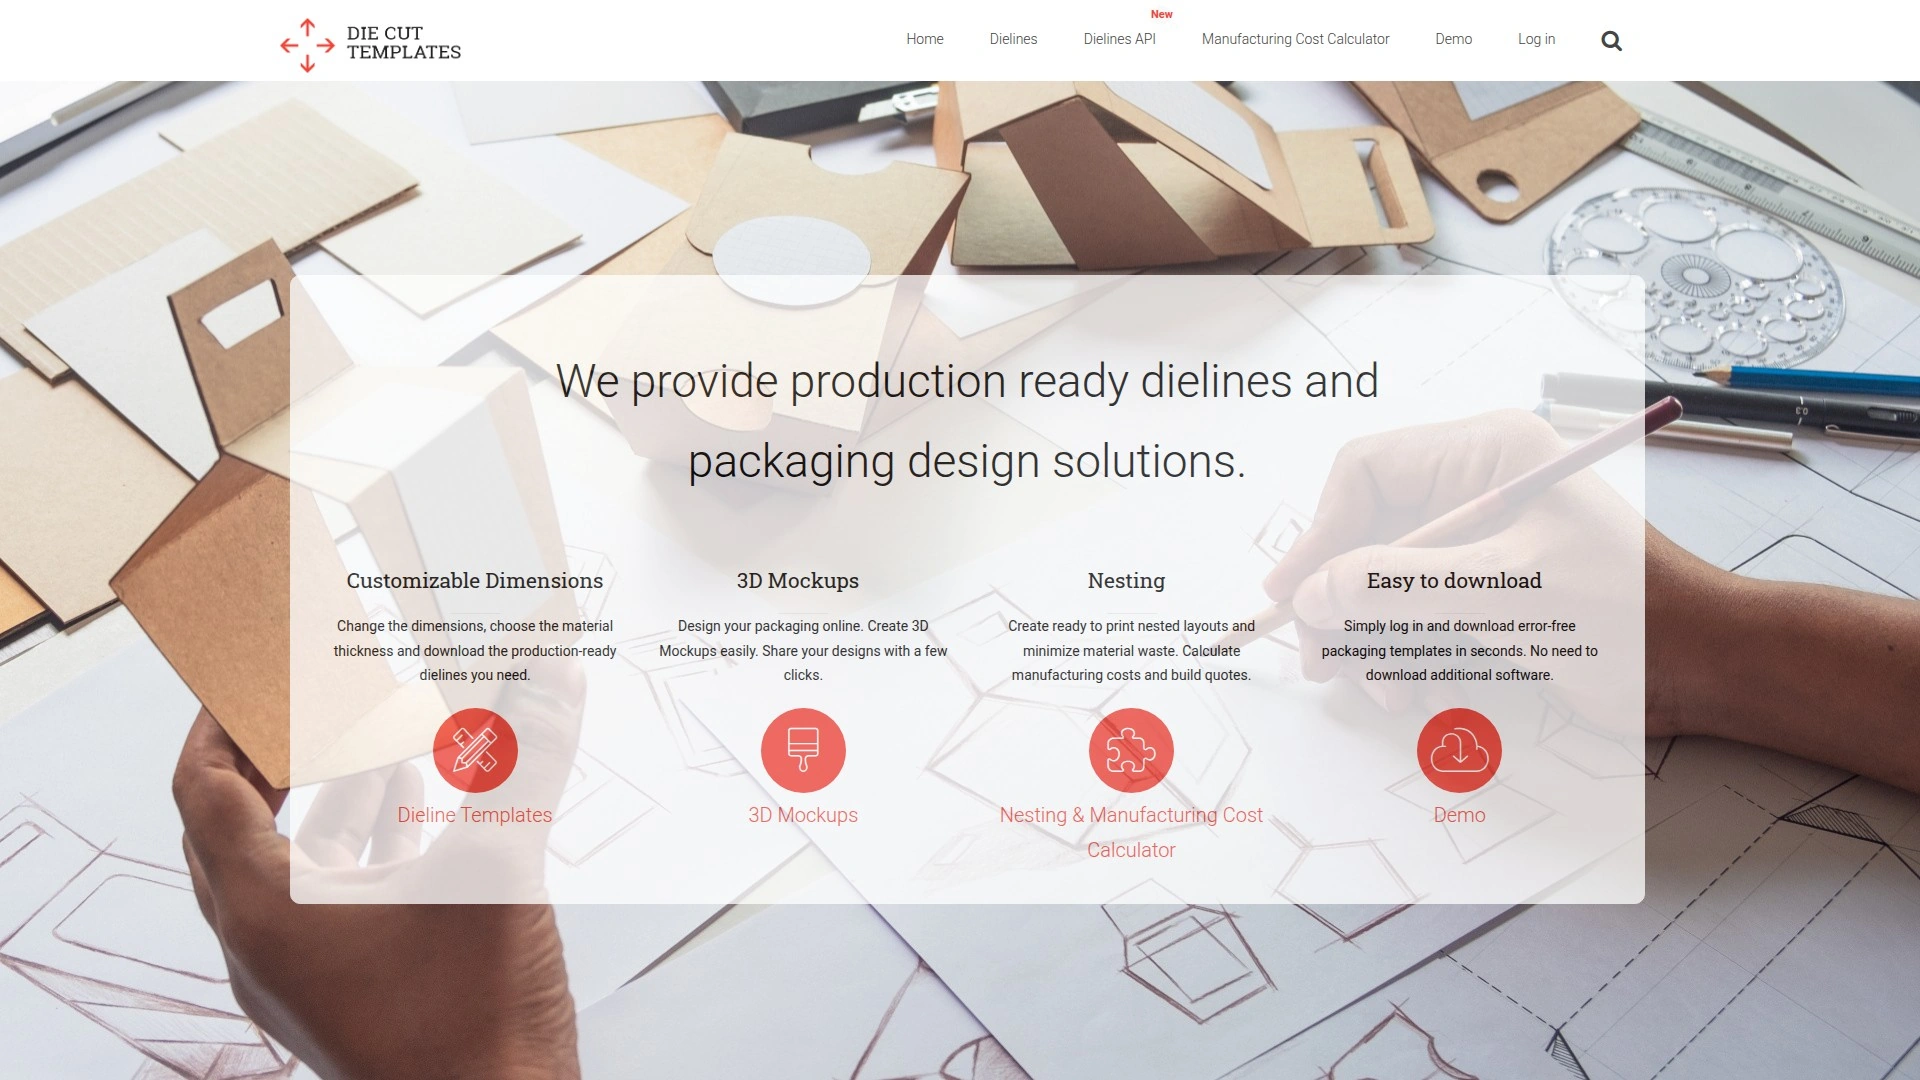 DIE CUT
TEMPLATES
New
Home
Dielines
Dielines API
Manufacturing Cost Calculator
Demo
Log in
We provide production ready dielines and
packaging design solutions.
Customizable Dimensions
Change the dimensions, choose the material
thickness and download the production-ready
dielines you need.
Dieline Templates
3D Mockups
Design your packaging online. Create 3D
Mockups easily. Share your designs with a few
clicks.
3D Mockups
Nesting
Create ready to print nested layouts and
minimize material waste. Calculate
manufacturing costs and build quotes.
Nesting & Manufacturing Cost
Calculator
Easy to download
Simply log in and download error-free
packaging templates in seconds. No need to
download additional software.
Demo